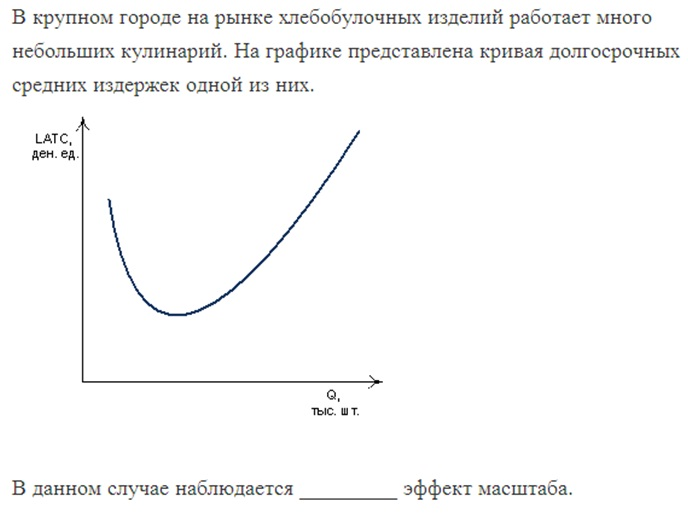 В крупном городе на рынке хлебобулочных изделий работает много
небольших кулинарий. На графике представлена кривая долгосрочных
средних издержек одной из них.
LATC,
ден. ед.
Q,
тыс. шт.
В данном случае наблюдается _________ эффект масштаба.